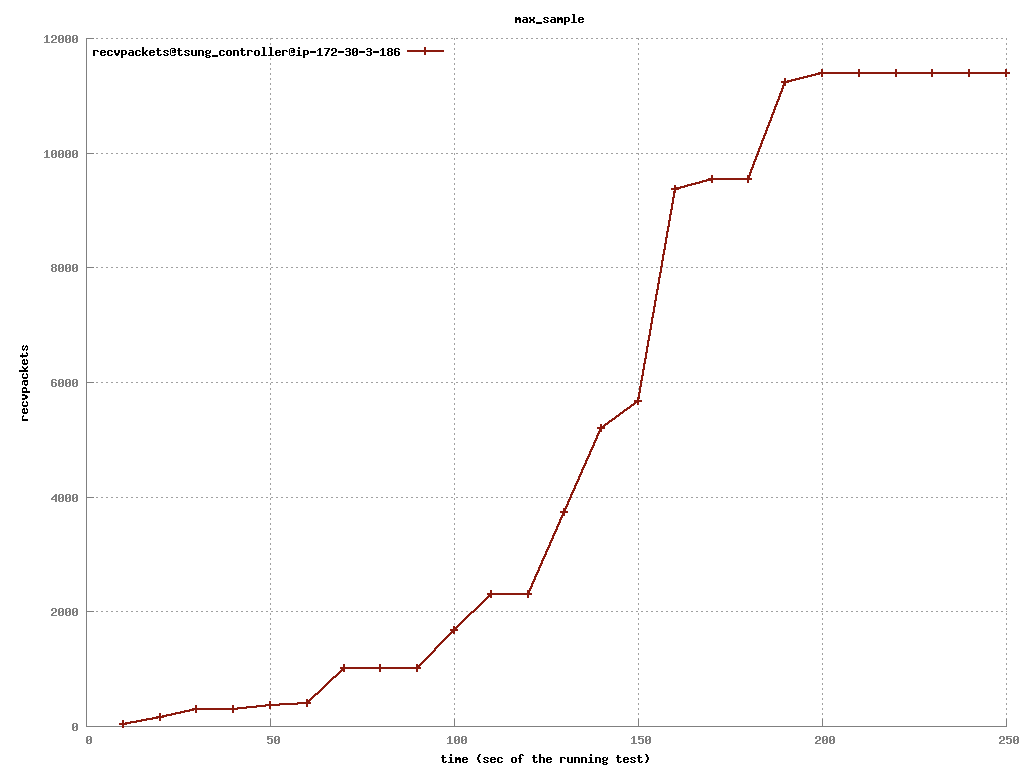 max_sample
12000
recvpackets@tsung_controller@ip-172-30-3-186
10000
8000
6000
recvpackets
4000
2000
0
0 50 100 150 200 250
time (sec of the running test)